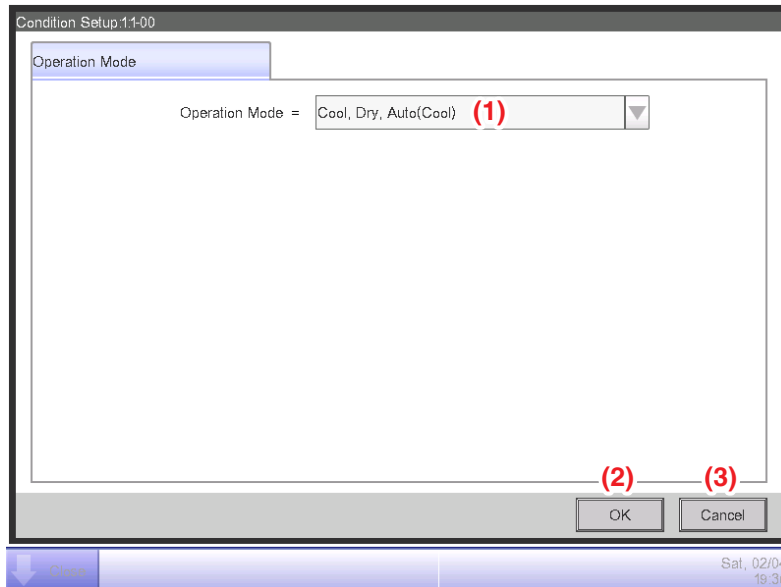 Condition Setup:1:1-00
Operation Mode
Operation Mode = Cool, Dry, Auto(Cool) (1)
(2) (3)
OK Cancel
Sat, 02/0
19:3